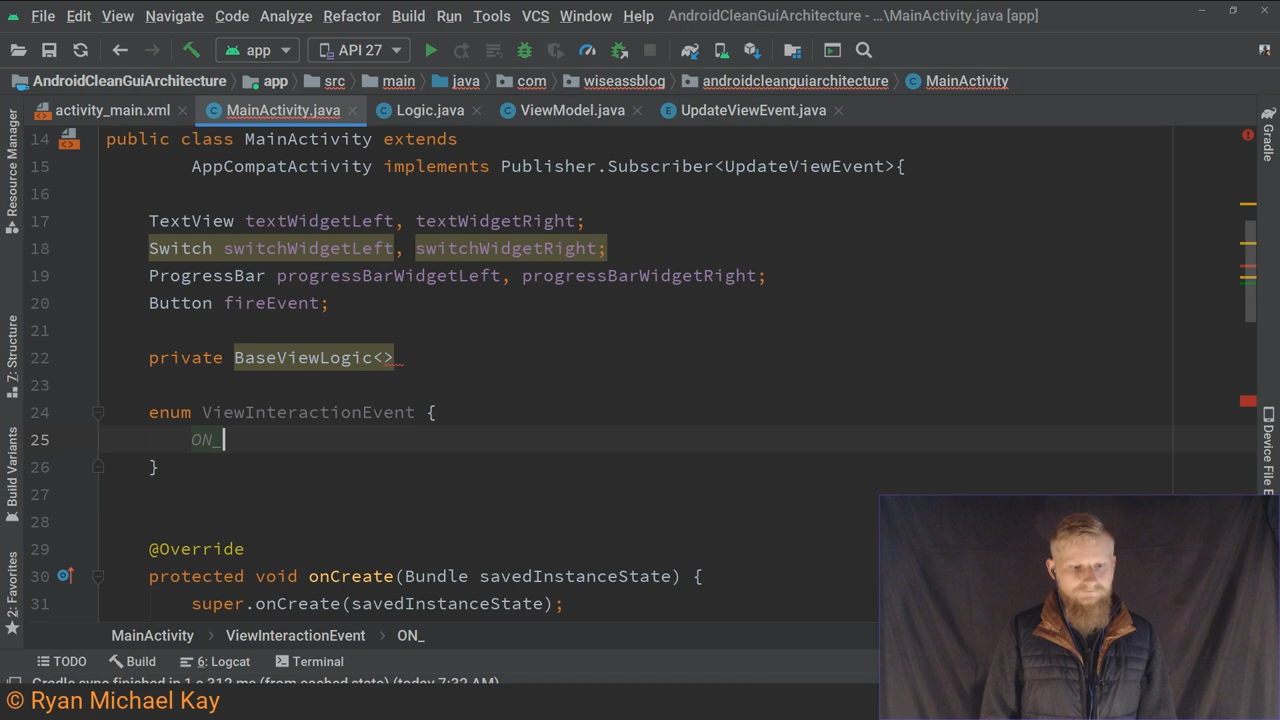 File Edit View Navigate Code Analyze Refactor Build Run Tools VCS Window Help AndroidCleanGuiArchitecture - ...\MainActivity.java [app]
app API 27
AndroidCleanGuiArchitecture app src main java com wiseassblog androidcleanguiarchitecture MainActivity
activity_main.xml MainActivity.java Logic.java ViewModel.java UpdateViewEvent.java
14 public class MainActivity extends
15 AppCompatActivity implements Publisher.Subscriber<UpdateViewEvent>{
16
17 TextView textWidgetLeft, textWidgetRight;
18 Switch switchWidgetLeft, switchWidgetRight;
19 ProgressBar progressBarWidgetLeft, progressBarWidgetRight;
20 Button fireEvent;
21
22 private BaseViewLogic<>
23
24 enum ViewInteractionEvent {
25 ON_
26 }
27
28
29 @Override
30 protected void onCreate(Bundle savedInstanceState) {
31 super.onCreate(savedInstanceState);
Resource Manager
7: Structure
Build Variants
2: Favorites
Gradle
Device File E
MainActivity ViewInteractionEvent ON_
TODO Build 6: Logcat Terminal
Gradle sync finished in 1 s 312 ms (from cached state) (today 7:32 AM)
© Ryan Michael Kay